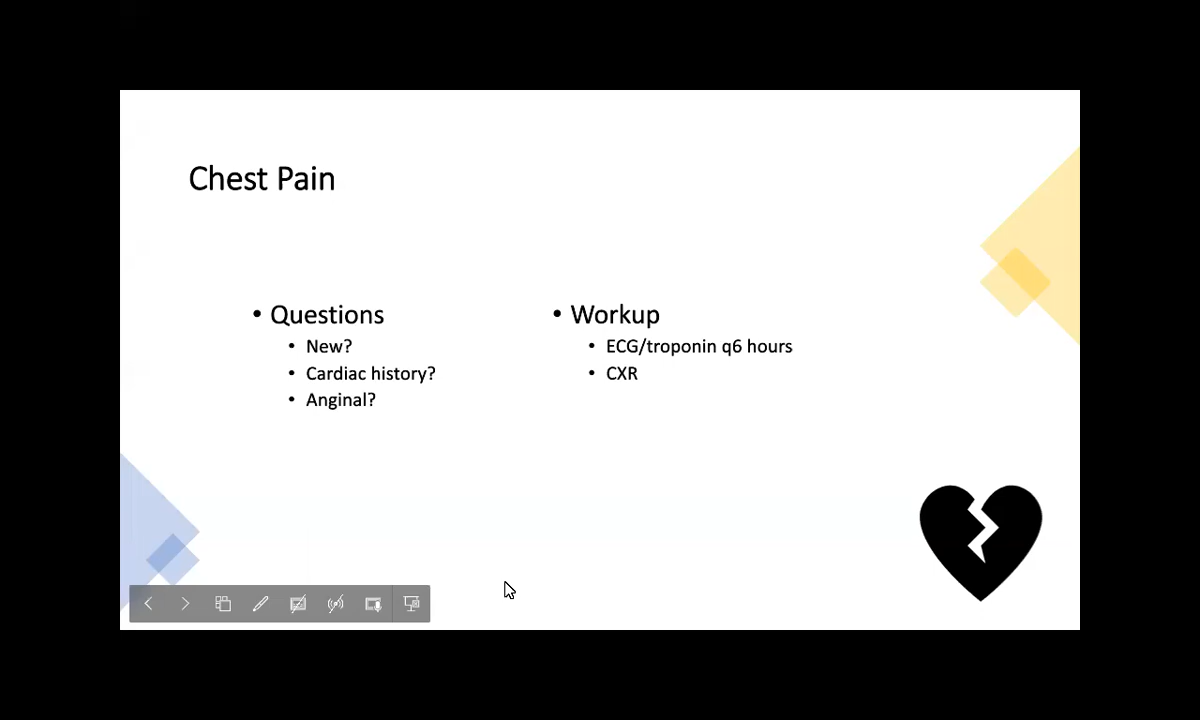 Chest Pain
• Questions
• New?
• Cardiac history?
• Anginal?
• Workup
• ECG/troponin q6 hours
• CXR